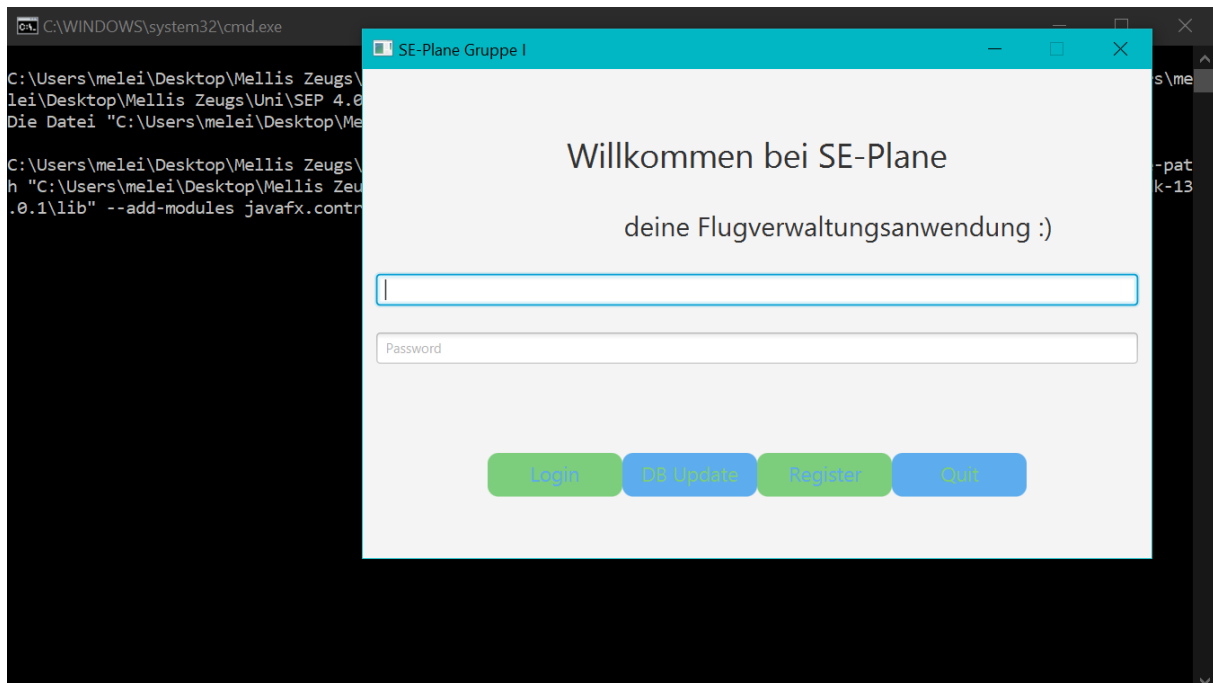 C:\WINDOWS\system32\cmd.exe
C:\Users\melei\Desktop\Mellis Zeugs\
s\me
lei\Desktop\Mellis Zeugs\Uni\SEP 4.0
Die Datei "C:\Users\melei\Desktop\Me
C:\Users\melei\Desktop\Mellis Zeugs\
-pat
h "C:\Users\melei\Desktop\Mellis Zeu
k-13
.0.1\lib" --add-modules javafx.contr
SE-Plane Gruppe I
Willkommen bei SE-Plane
deine Flugverwaltungsanwendung :)
Password
Login DB Update Register Quit